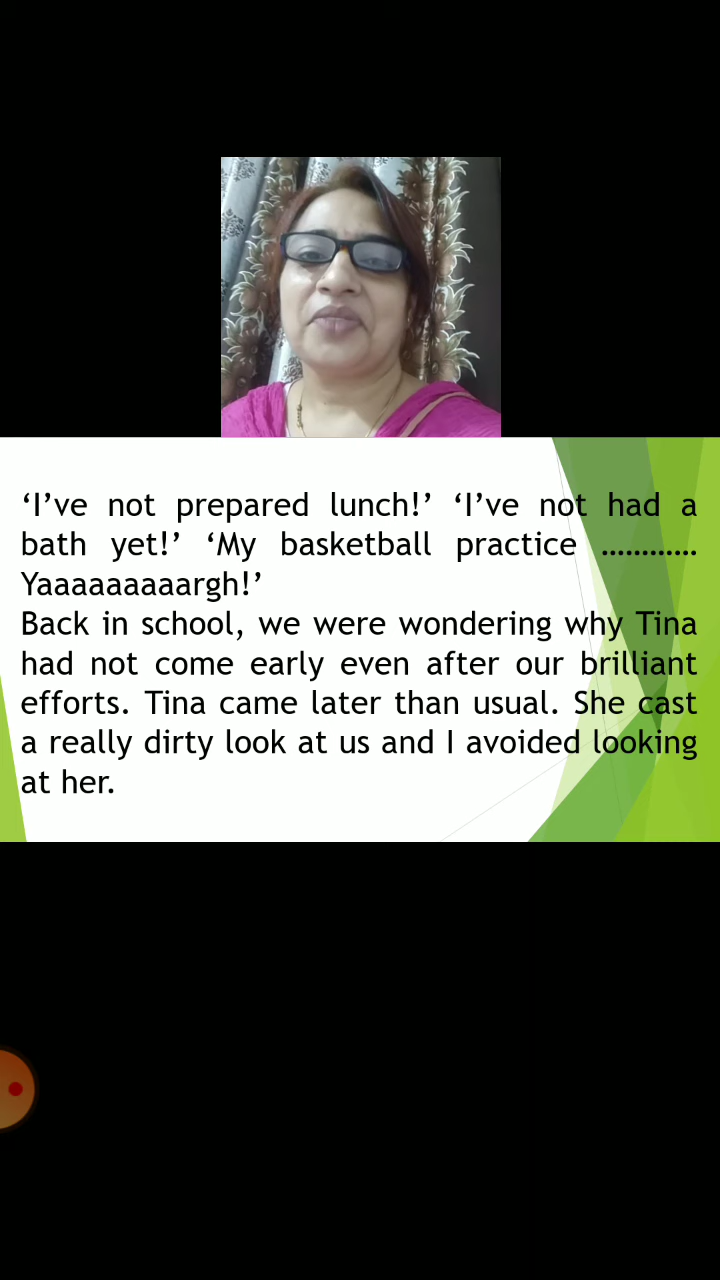 ‘I’ve not prepared lunch!’ ‘I’ve not had a
bath yet!’ ‘My basketball practice …………
Yaaaaaaaaargh!’
Back in school, we were wondering why Tina
had not come early even after our brilliant
efforts. Tina came later than usual. She cast
a really dirty look at us and I avoided looking
at her.